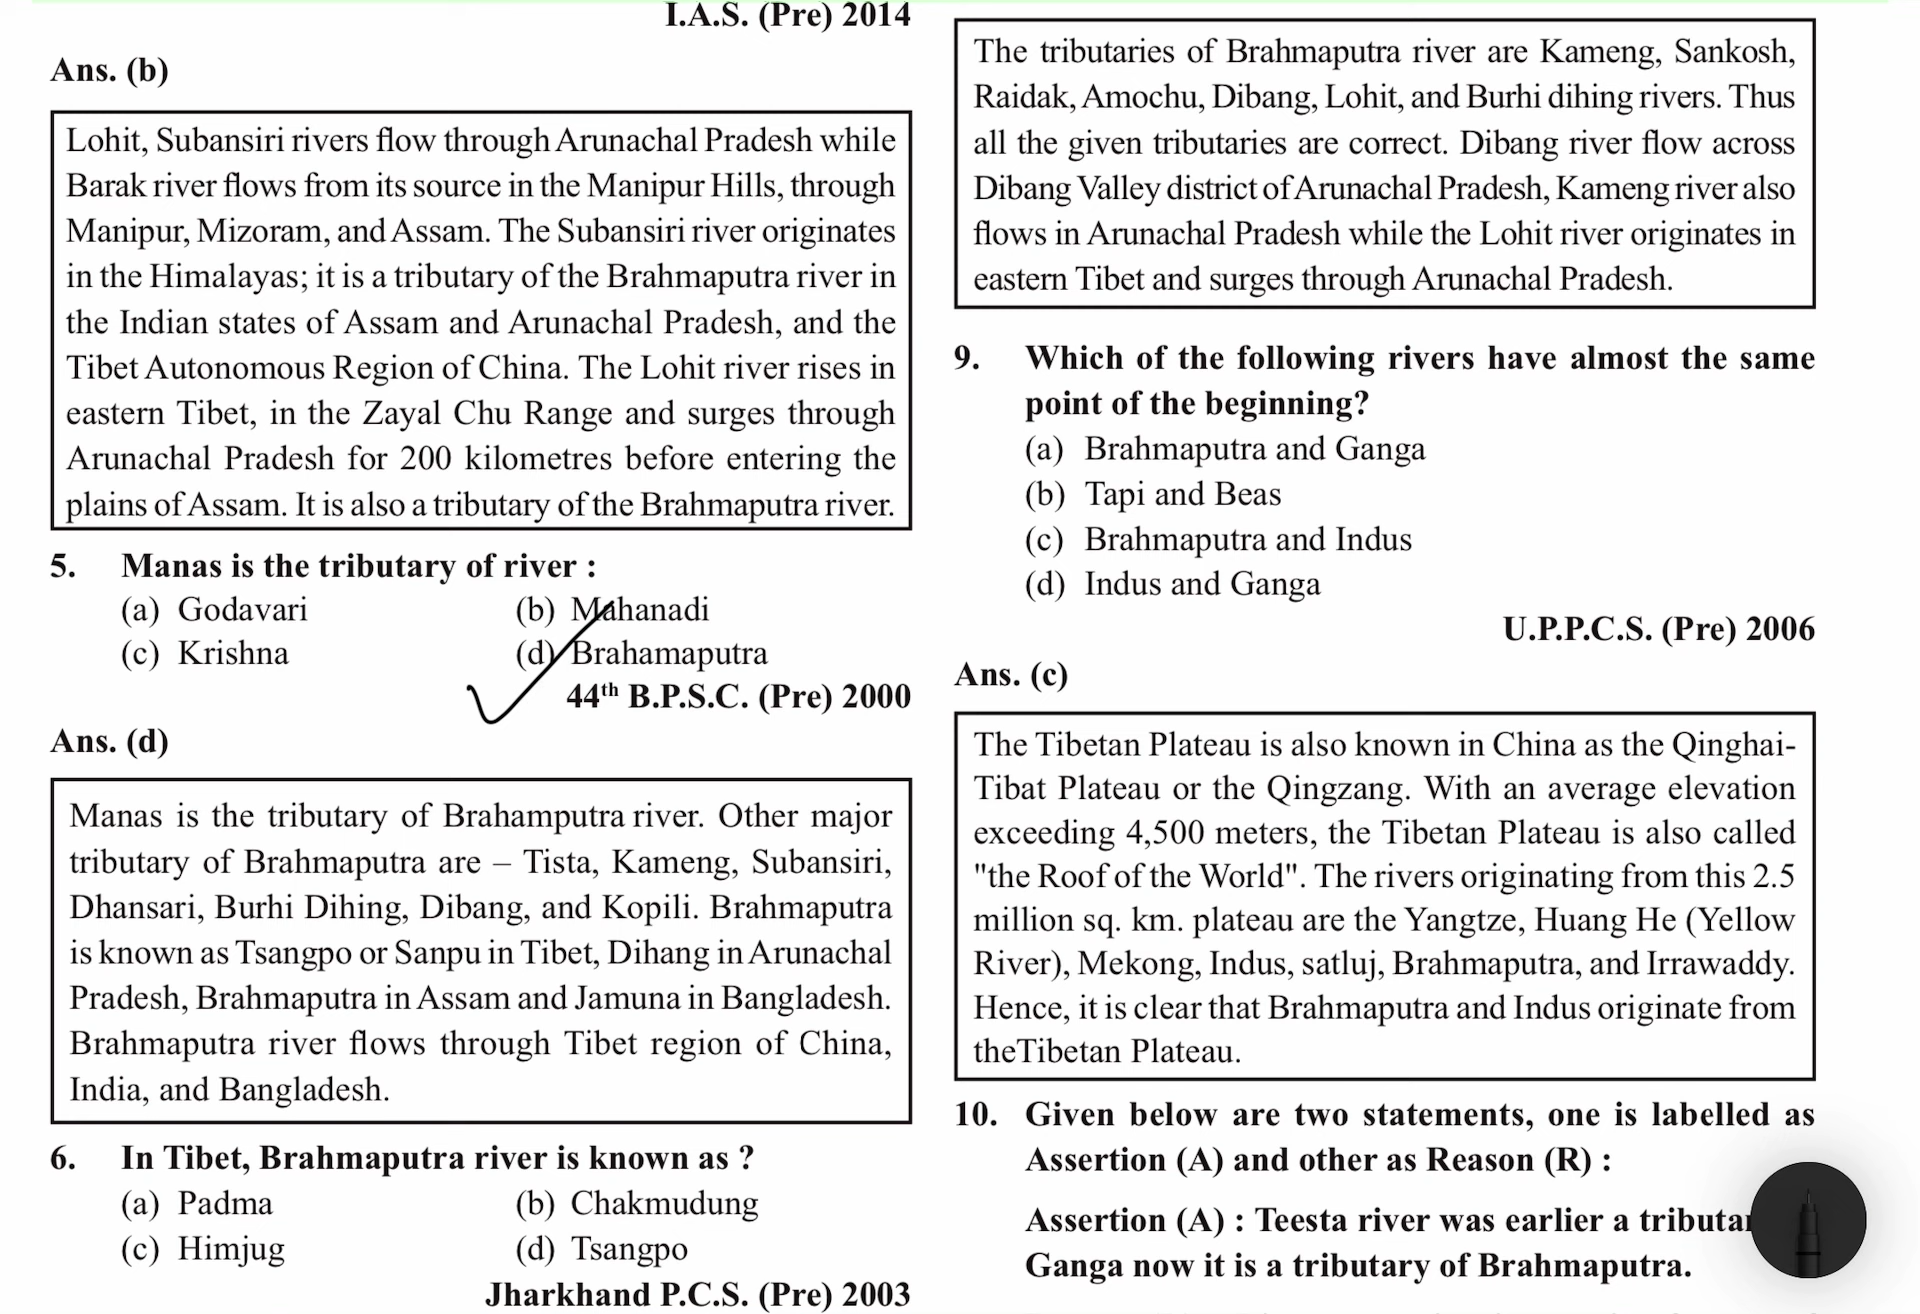 I.A.S. (Pre) 2014
Ans. (b)
Lohit, Subansiri rivers flow through Arunachal Pradesh while
Barak river flows from its source in the Manipur Hills, through
Manipur, Mizoram, and Assam. The Subansiri river originates
in the Himalayas; it is a tributary of the Brahmaputra river in
the Indian states of Assam and Arunachal Pradesh, and the
Tibet Autonomous Region of China. The Lohit river rises in
eastern Tibet, in the Zayal Chu Range and surges through
Arunachal Pradesh for 200 kilometres before entering the
plains of Assam. It is also a tributary of the Brahmaputra river.
5. Manas is the tributary of river :
(a) Godavari (b) Mahanadi
(c) Krishna (d) Brahamaputra
44th B.P.S.C. (Pre) 2000
Ans. (d)
Manas is the tributary of Brahamputra river. Other major
tributary of Brahmaputra are – Tista, Kameng, Subansiri,
Dhansari, Burhi Dihing, Dibang, and Kopili. Brahmaputra
is known as Tsangpo or Sanpu in Tibet, Dihang in Arunachal
Pradesh, Brahmaputra in Assam and Jamuna in Bangladesh.
Brahmaputra river flows through Tibet region of China,
India, and Bangladesh.
6. In Tibet, Brahmaputra river is known as ?
(a) Padma (b) Chakmudung
(c) Himjug (d) Tsangpo
Jharkhand P.C.S. (Pre) 2003
The tributaries of Brahmaputra river are Kameng, Sankosh,
Raidak, Amochu, Dibang, Lohit, and Burhi dihing rivers. Thus
all the given tributaries are correct. Dibang river flow across
Dibang Valley district of Arunachal Pradesh, Kameng river also
flows in Arunachal Pradesh while the Lohit river originates in
eastern Tibet and surges through Arunachal Pradesh.
9. Which of the following rivers have almost the same
point of the beginning?
(a) Brahmaputra and Ganga
(b) Tapi and Beas
(c) Brahmaputra and Indus
(d) Indus and Ganga
U.P.P.C.S. (Pre) 2006
Ans. (c)
The Tibetan Plateau is also known in China as the Qinghai-
Tibat Plateau or the Qingzang. With an average elevation
exceeding 4,500 meters, the Tibetan Plateau is also called
"the Roof of the World". The rivers originating from this 2.5
million sq. km. plateau are the Yangtze, Huang He (Yellow
River), Mekong, Indus, satluj, Brahmaputra, and Irrawaddy.
Hence, it is clear that Brahmaputra and Indus originate from
theTibetan Plateau.
10. Given below are two statements, one is labelled as
Assertion (A) and other as Reason (R) :
Assertion (A) : Teesta river was earlier a
Ganga now it is a tributary of Brahmaputra.